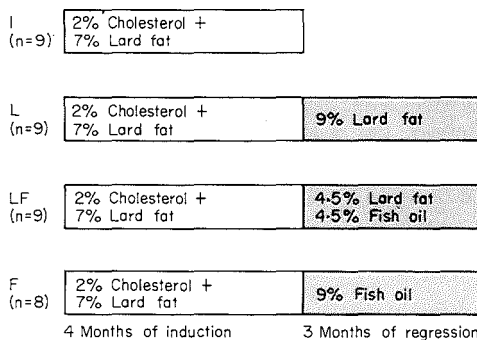 I
(n=9)
2% Cholesterol +
7% Lard fat
L
(n=9)
2% Cholesterol +
7% Lard fat
9% Lard fat
LF
(n=9)
2% Cholesterol +
7% Lard fat
4·5% Lard fat
4·5% Fish oil
F
(n=8)
2% Cholesterol +
7% Lard fat
9% Fish oil
4 Months of induction
3 Months of regression